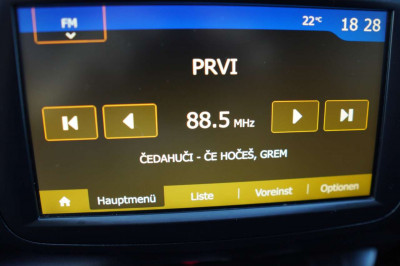 FM
22°C
18 28
PRVI
88.5 MHz
ČEDAHUČI - ČE HOČEŠ, GREM
Hauptmenü
Liste
Voreinst
Optionen